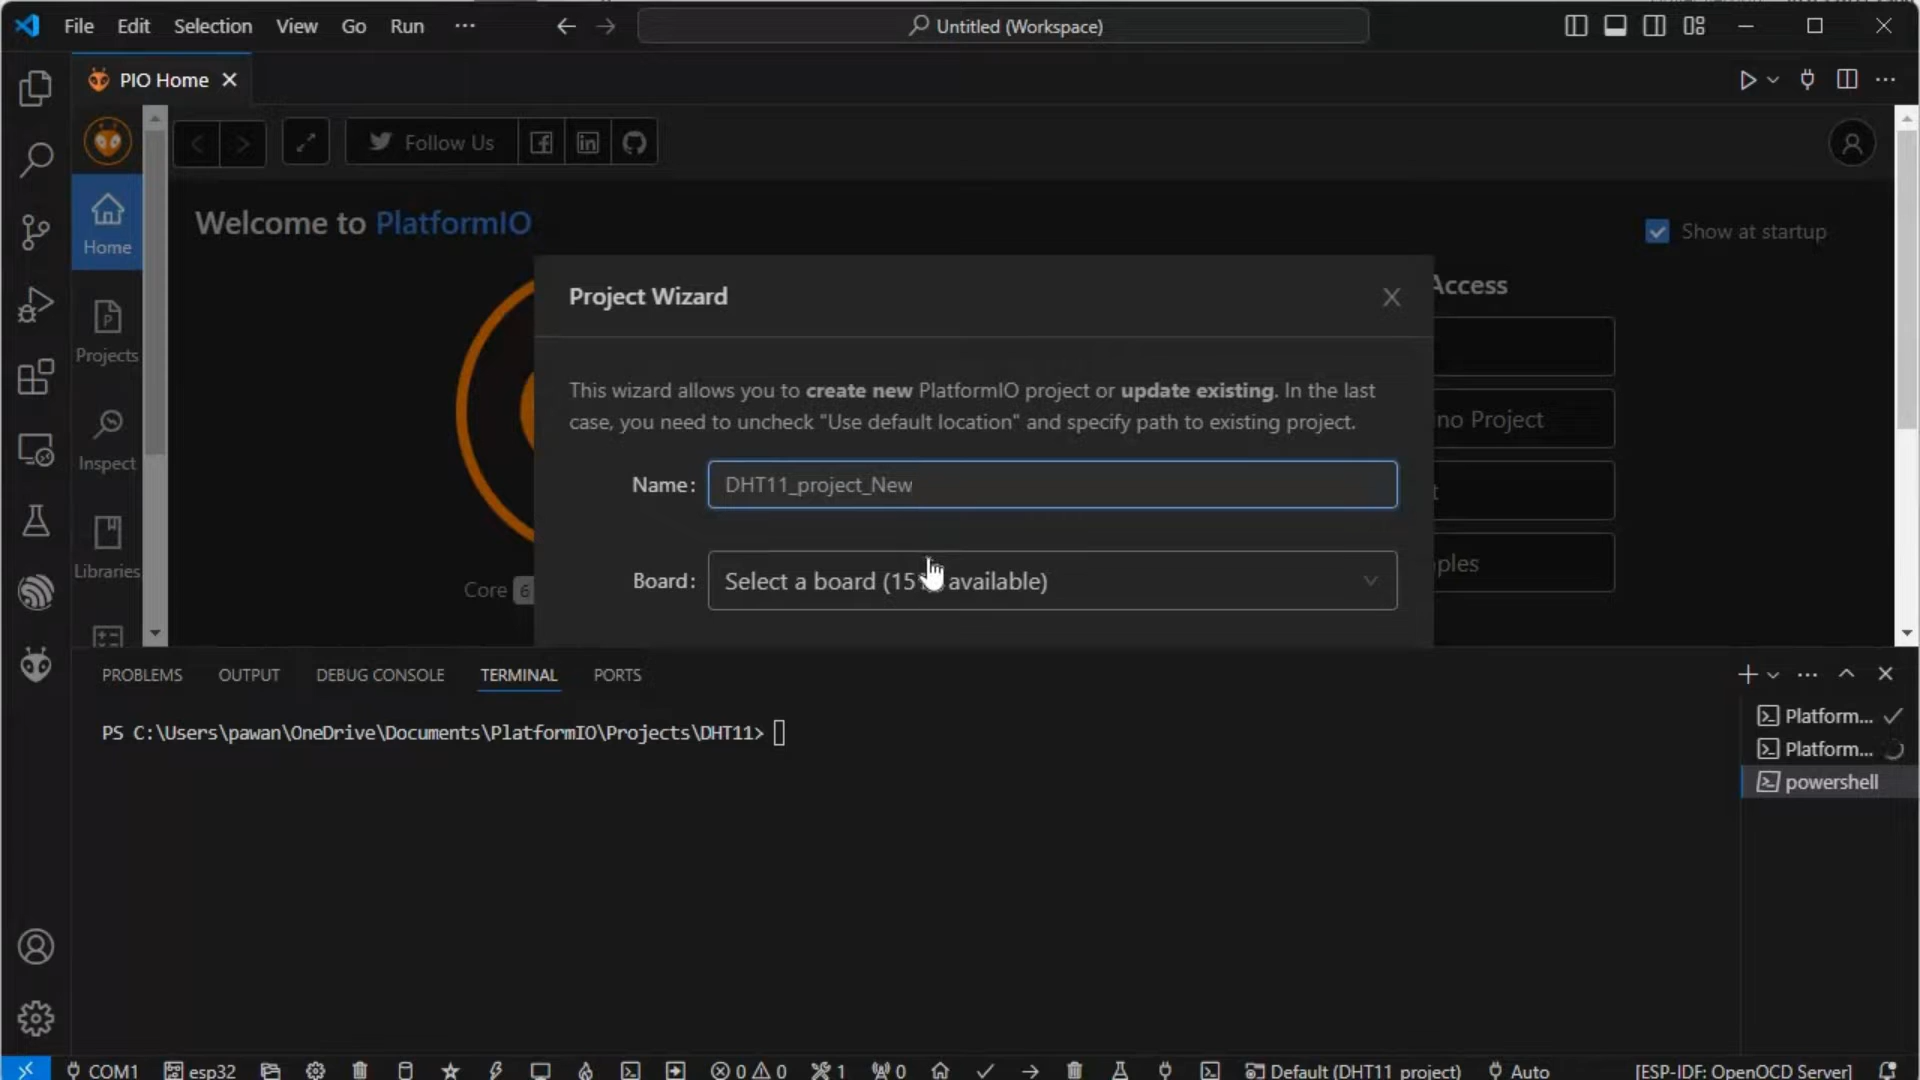 File Edit Selection View Go Run ··· Untitled (Workspace)
PIO Home
Follow Us
Welcome to PlatformIO
Show at startup
Home
Projects
Inspect
Libraries
Access
no Project
Core 6
Project Wizard
This wizard allows you to create new PlatformIO project or update existing. In the last
case, you need to uncheck "Use default location" and specify path to existing project.
Name: DHT11_project_New
Board: Select a board (15 available)
PROBLEMS OUTPUT DEBUG CONSOLE TERMINAL PORTS
PS C:\Users\pawan\OneDrive\Documents\PlatformIO\Projects\DHT11>
Platform...
Platform...
powershell
COM1 esp32 0 0 1 0 Default (DHT11_project) Auto [ESP-IDF: OpenOCD Server]